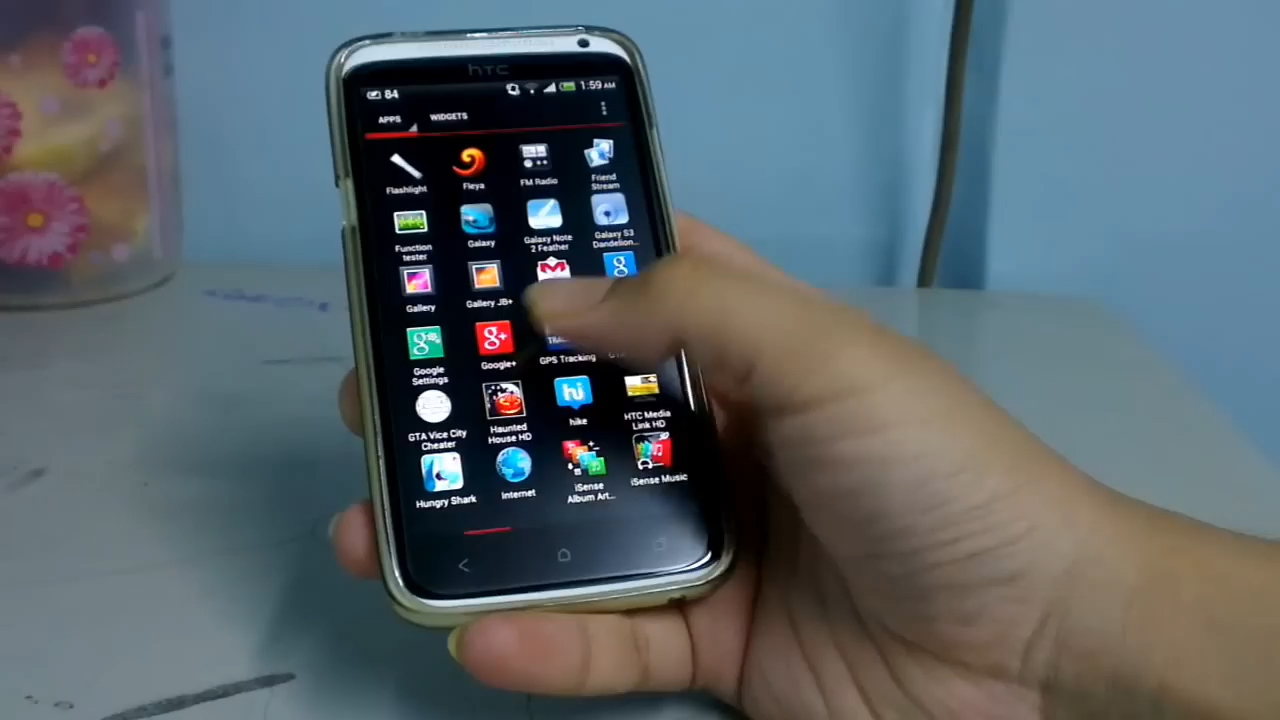 hTC
84
1:59 AM
APPS
WIDGETS
Flashlight
Fleya
FM Radio
Friend
Stream
Function
tester
Galaxy
Galaxy Note
2 Feather
Galaxy S3
Dandelion...
Gallery
Gallery JB+
g
Google
Settings
g+
Google+
GPS Tracking
GTA Vice City
Cheater
Haunted
House HD
hi
hike
HTC Media
Link HD
Hungry Shark
Internet
iSense
Album Art...
iSense Music